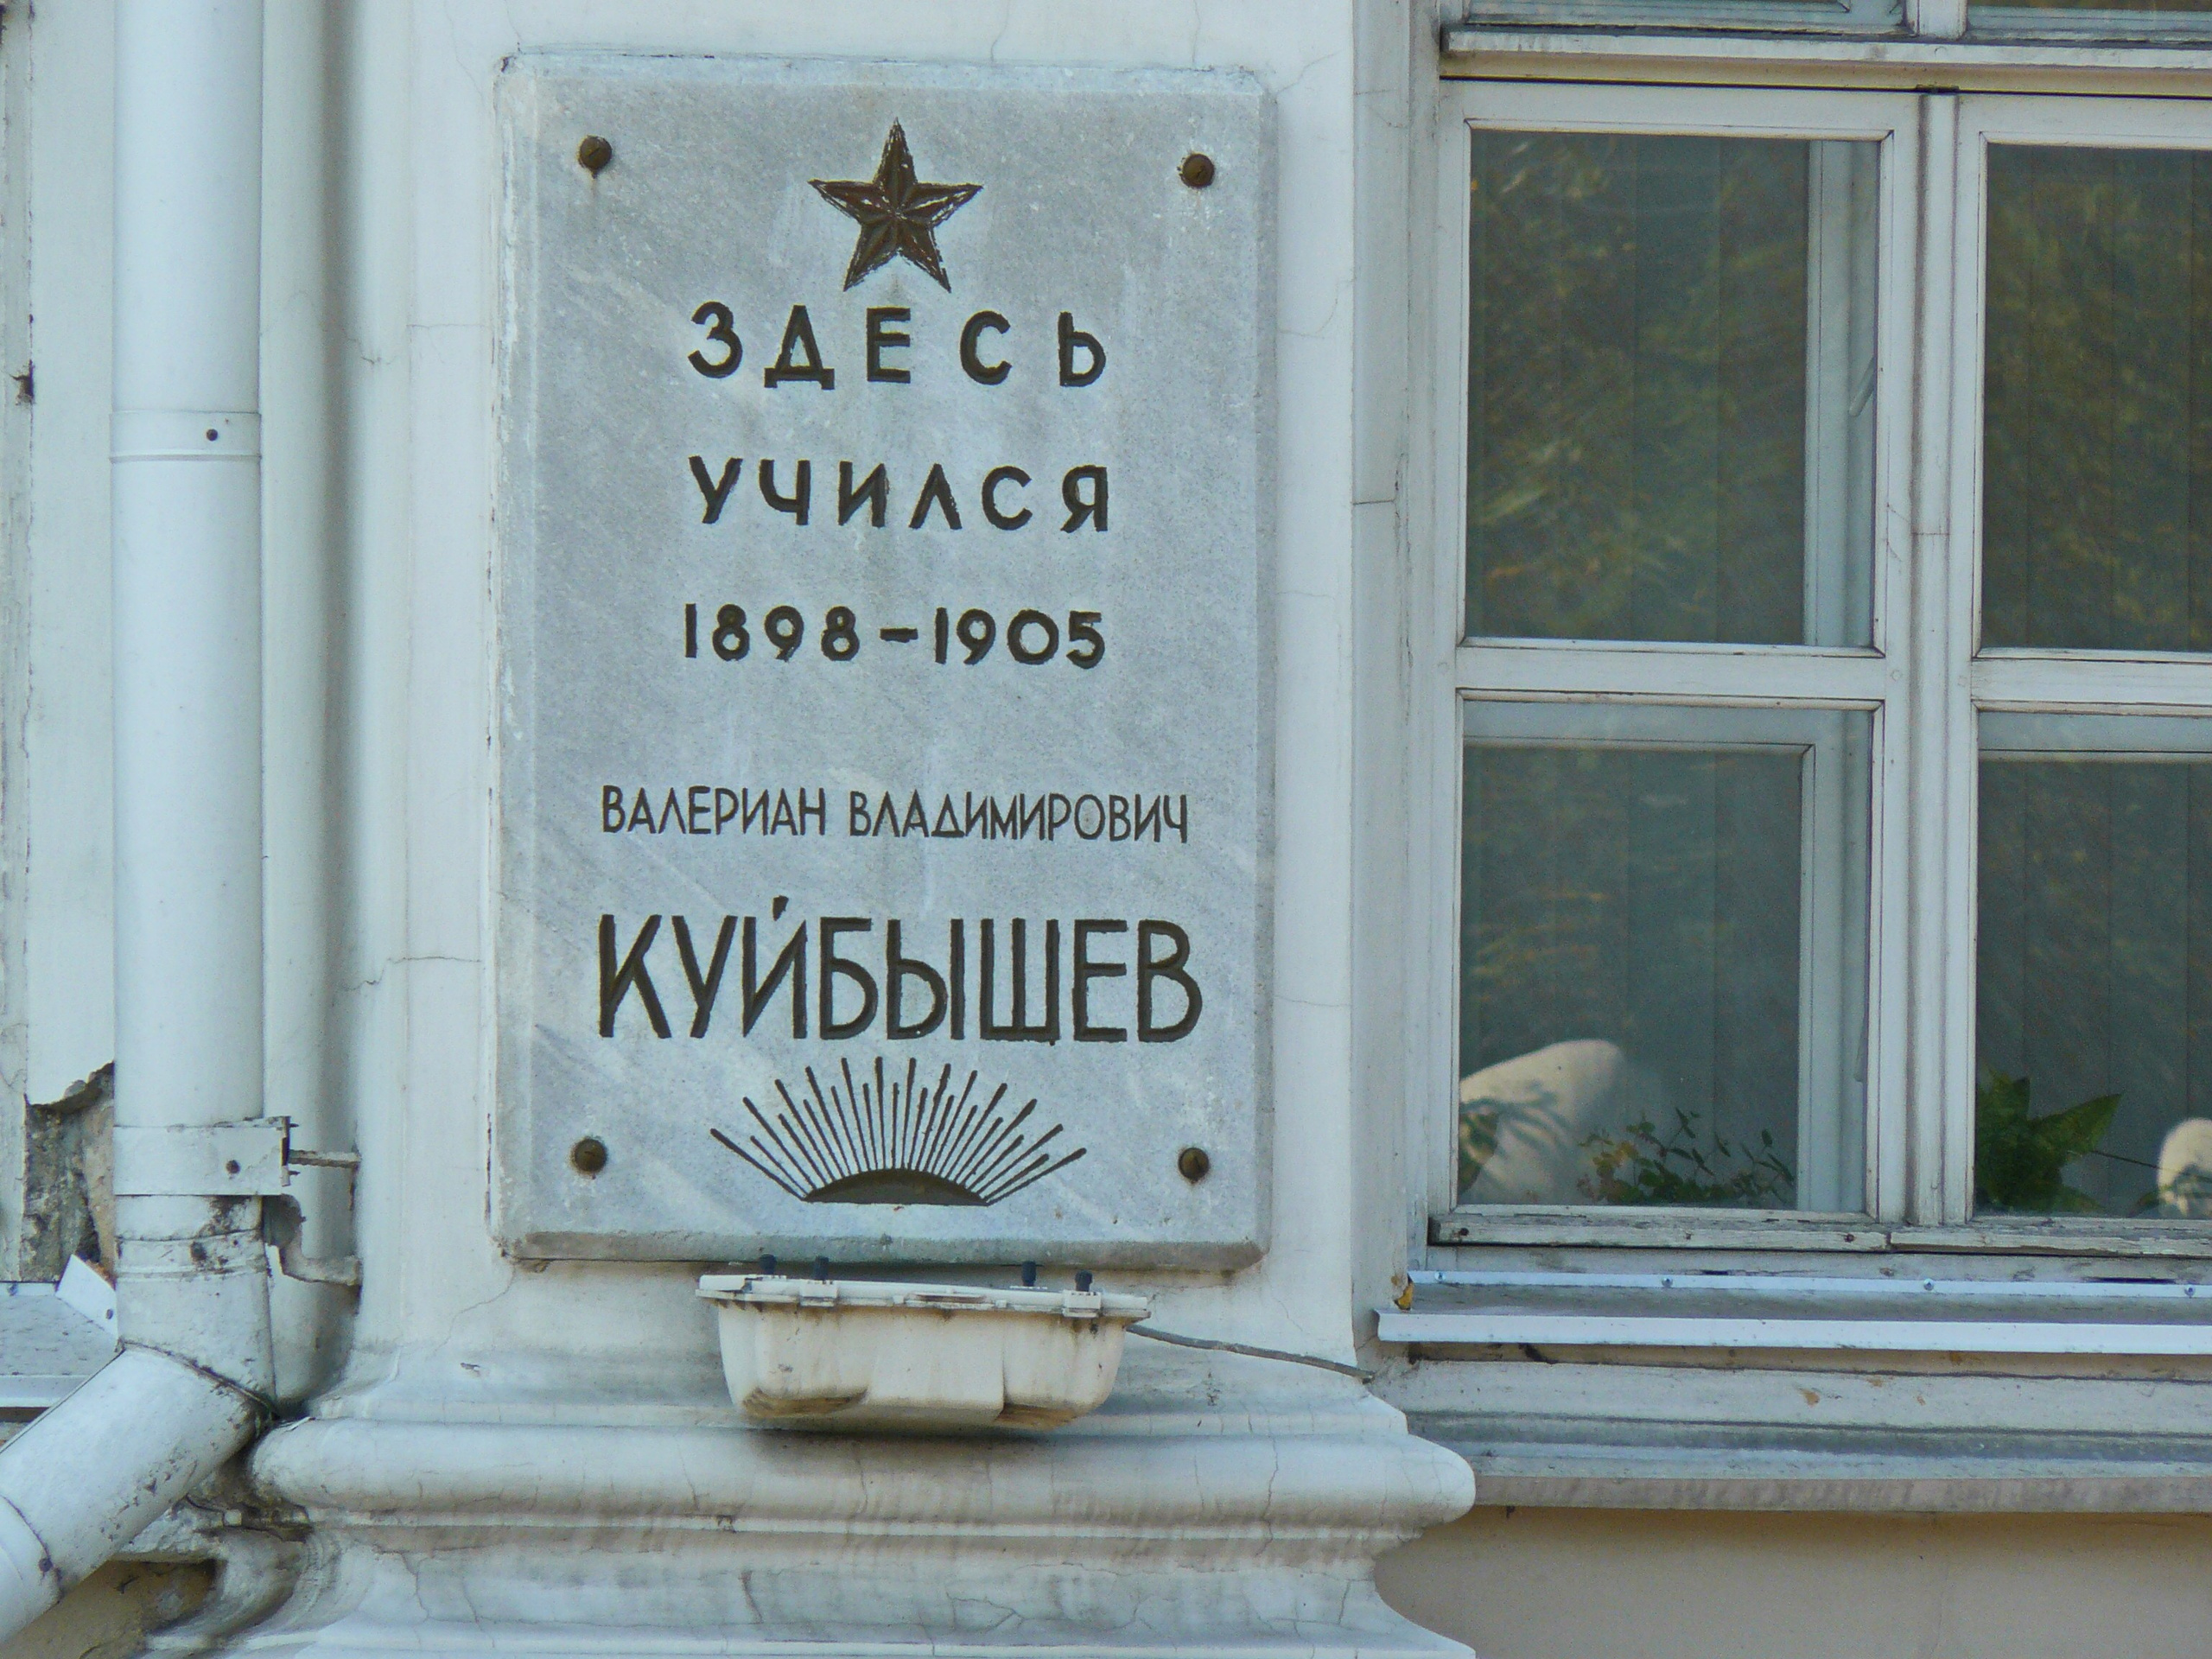 ЗДЕСЬ
УЧИЛСЯ
1898-1905
ВАЛЕРИАН ВЛАДИМИРОВИЧ
КУЙБЫШЕВ